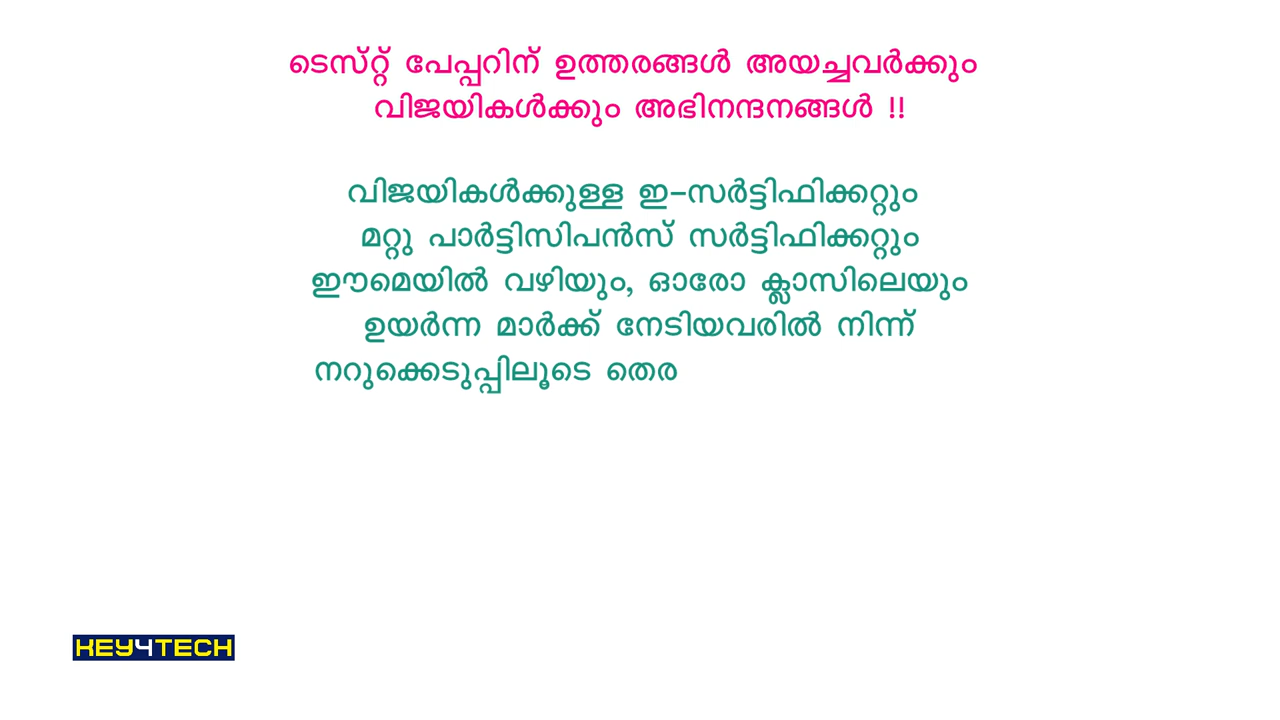 ടെസ്റ്റ് പേപ്പറിന് ഉത്തരങ്ങൾ അയച്ചവർക്കും
വിജയികൾക്കും അഭിനന്ദനങ്ങൾ !!
വിജയികൾക്കുള്ള ഇ-സർട്ടിഫിക്കറ്റും
മറ്റു പാർട്ടിസിപൻസ് സർട്ടിഫിക്കറ്റും
ഈമെയിൽ വഴിയും, ഓരോ ക്ലാസിലെയും
ഉയർന്ന മാർക്ക് നേടിയവരിൽ നിന്ന്
നറുക്കെടുപ്പിലൂടെ തെര
KEY4TECH